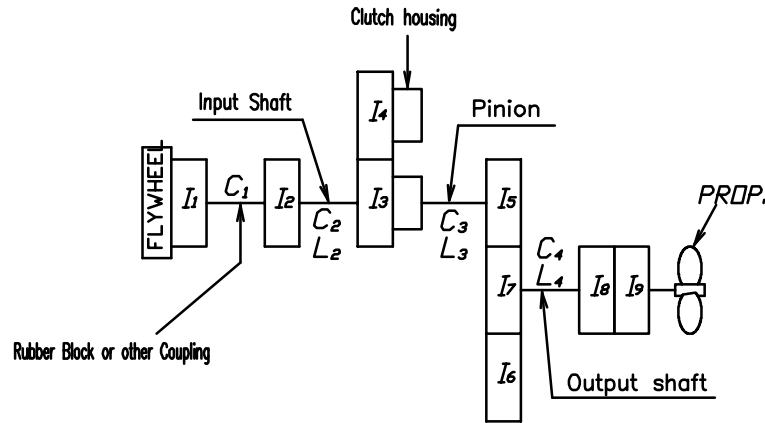 Clutch housing
Input Shaft
Pinion
FLYWHEEL
I1
C1
I2
C2
L2
I4
I3
C3
L3
I5
I7
I6
C4
L4
I8
I9
PROP.
Rubber Block or other Coupling
Output shaft